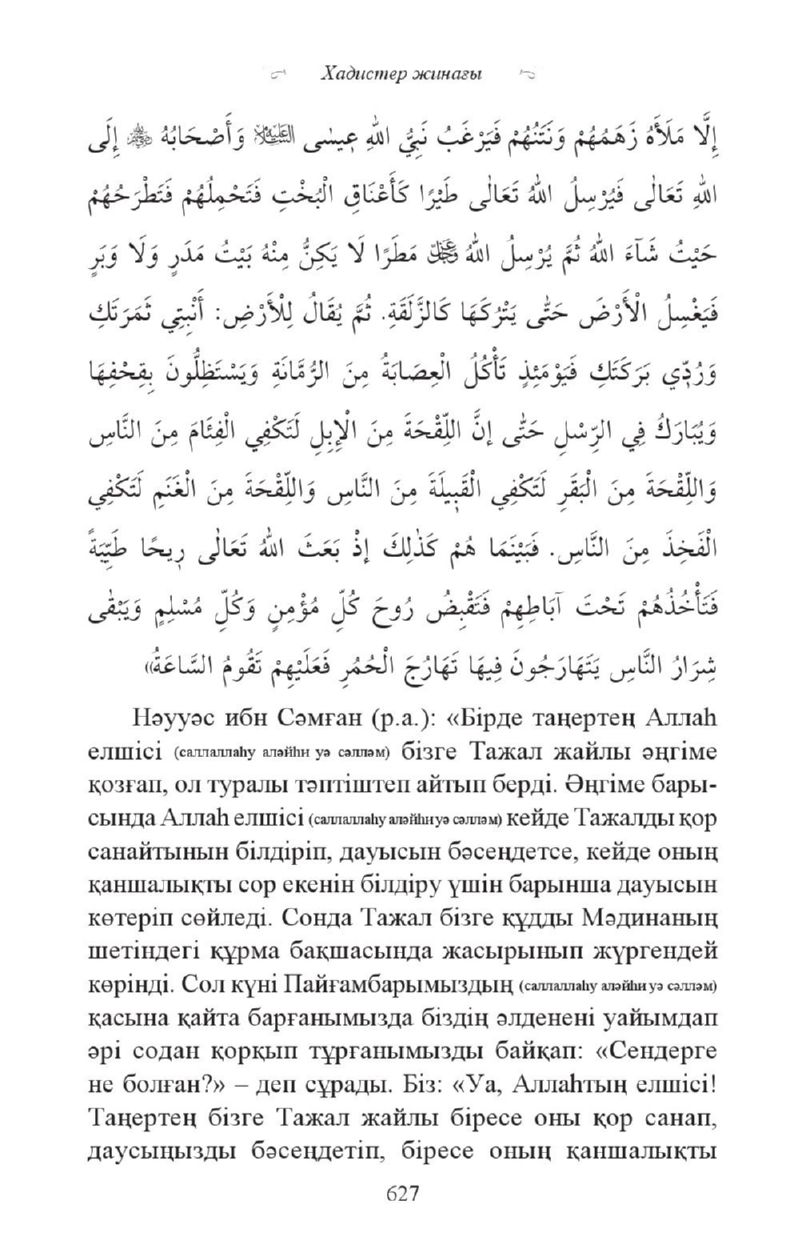 Хадистер жинағы
إِلَّا مَلَأَهُ زَهَمُهُمْ وَنَتَنُهُمْ فَيَرْغَبُ نَبِيُّ اللهِ عِيسٰى عَلَيْهِ السَّلَام وَأَصْحَابُهُ ﷺ إِلَى
اللهِ تَعَالٰى فَيُرْسِلُ اللهُ تَعَالٰى طَيْرًا كَأَعْنَاقِ الْبُخْتِ فَتَحْمِلُهُمْ فَتَطْرَحُهُمْ
حَيْثُ شَآءَ اللهُ ثُمَّ يُرْسِلُ اللهُ عَزَّ وَجَلَّ مَطَرًا لَا يَكِنُّ مِنْهُ بَيْتُ مَدَرٍ وَلَا وَبَرٍ
فَيَغْسِلُ الْأَرْضَ حَتّٰى يَتْرُكَهَا كَالزَّلَقَةِ. ثُمَّ يُقَالُ لِلْأَرْضِ: أَنْبِتِي ثَمَرَتَكِ
وَرُدِّي بَرَكَتَكِ فَيَوْمَئِذٍ تَأْكُلُ الْعِصَابَةُ مِنَ الرُّمَّانَةِ وَيَسْتَظِلُّونَ بِقِحْفِهَا
وَيُبَارَكُ فِي الرِّسْلِ حَتّٰى إِنَّ اللِّقْحَةَ مِنَ الْإِبِلِ لَتَكْفِي الْفِئَامَ مِنَ النَّاسِ
وَاللِّقْحَةَ مِنَ الْبَقَرِ لَتَكْفِي الْقَبِيلَةَ مِنَ النَّاسِ وَاللِّقْحَةَ مِنَ الْغَنَمِ لَتَكْفِي
الْفَخِذَ مِنَ النَّاسِ. فَبَيْنَمَا هُمْ كَذٰلِكَ إِذْ بَعَثَ اللهُ تَعَالٰى رِيحًا طَيِّبَةً
فَتَأْخُذُهُمْ تَحْتَ آبَاطِهِمْ فَتَقْبِضُ رُوحَ كُلِّ مُؤْمِنٍ وَكُلِّ مُسْلِمٍ وَيَبْقٰى
شِرَارُ النَّاسِ يَتَهَارَجُونَ فِيهَا تَهَارُجَ الْحُمُرِ فَعَلَيْهِمْ تَقُومُ السَّاعَةُ»
Нәууәс ибн Сәмған (р.а.): «Бірде таңертең Аллаһ
елшісі (саллаллаһу аләйһи уә сәлләм) бізге Тажал жайлы әңгіме
қозғап, ол туралы тәптіштеп айтып берді. Әңгіме бары-
сында Аллаһ елшісі (саллаллаһу аләйһи уә сәлләм) кейде Тажалды қор
санайтынын білдіріп, дауысын бәсеңдетсе, кейде оның
қаншалықты сор екенін білдіру үшін барынша дауысын
көтеріп сөйледі. Сонда Тажал бізге құдды Мәдинаның
шетіндегі құрма бақшасында жасырынып жүргендей
көрінді. Сол күні Пайғамбарымыздың (саллаллаһу аләйһи уә сәлләм)
қасына қайта барғанымызда біздің әлденені уайымдап
әрі содан қорқып тұрғанымызды байқап: «Сендерге
не болған?» – деп сұрады. Біз: «Уа, Аллаһтың елшісі!
Таңертең бізге Тажал жайлы біресе оны қор санап,
даусыңызды бәсеңдетіп, біресе оның қаншалықты
627